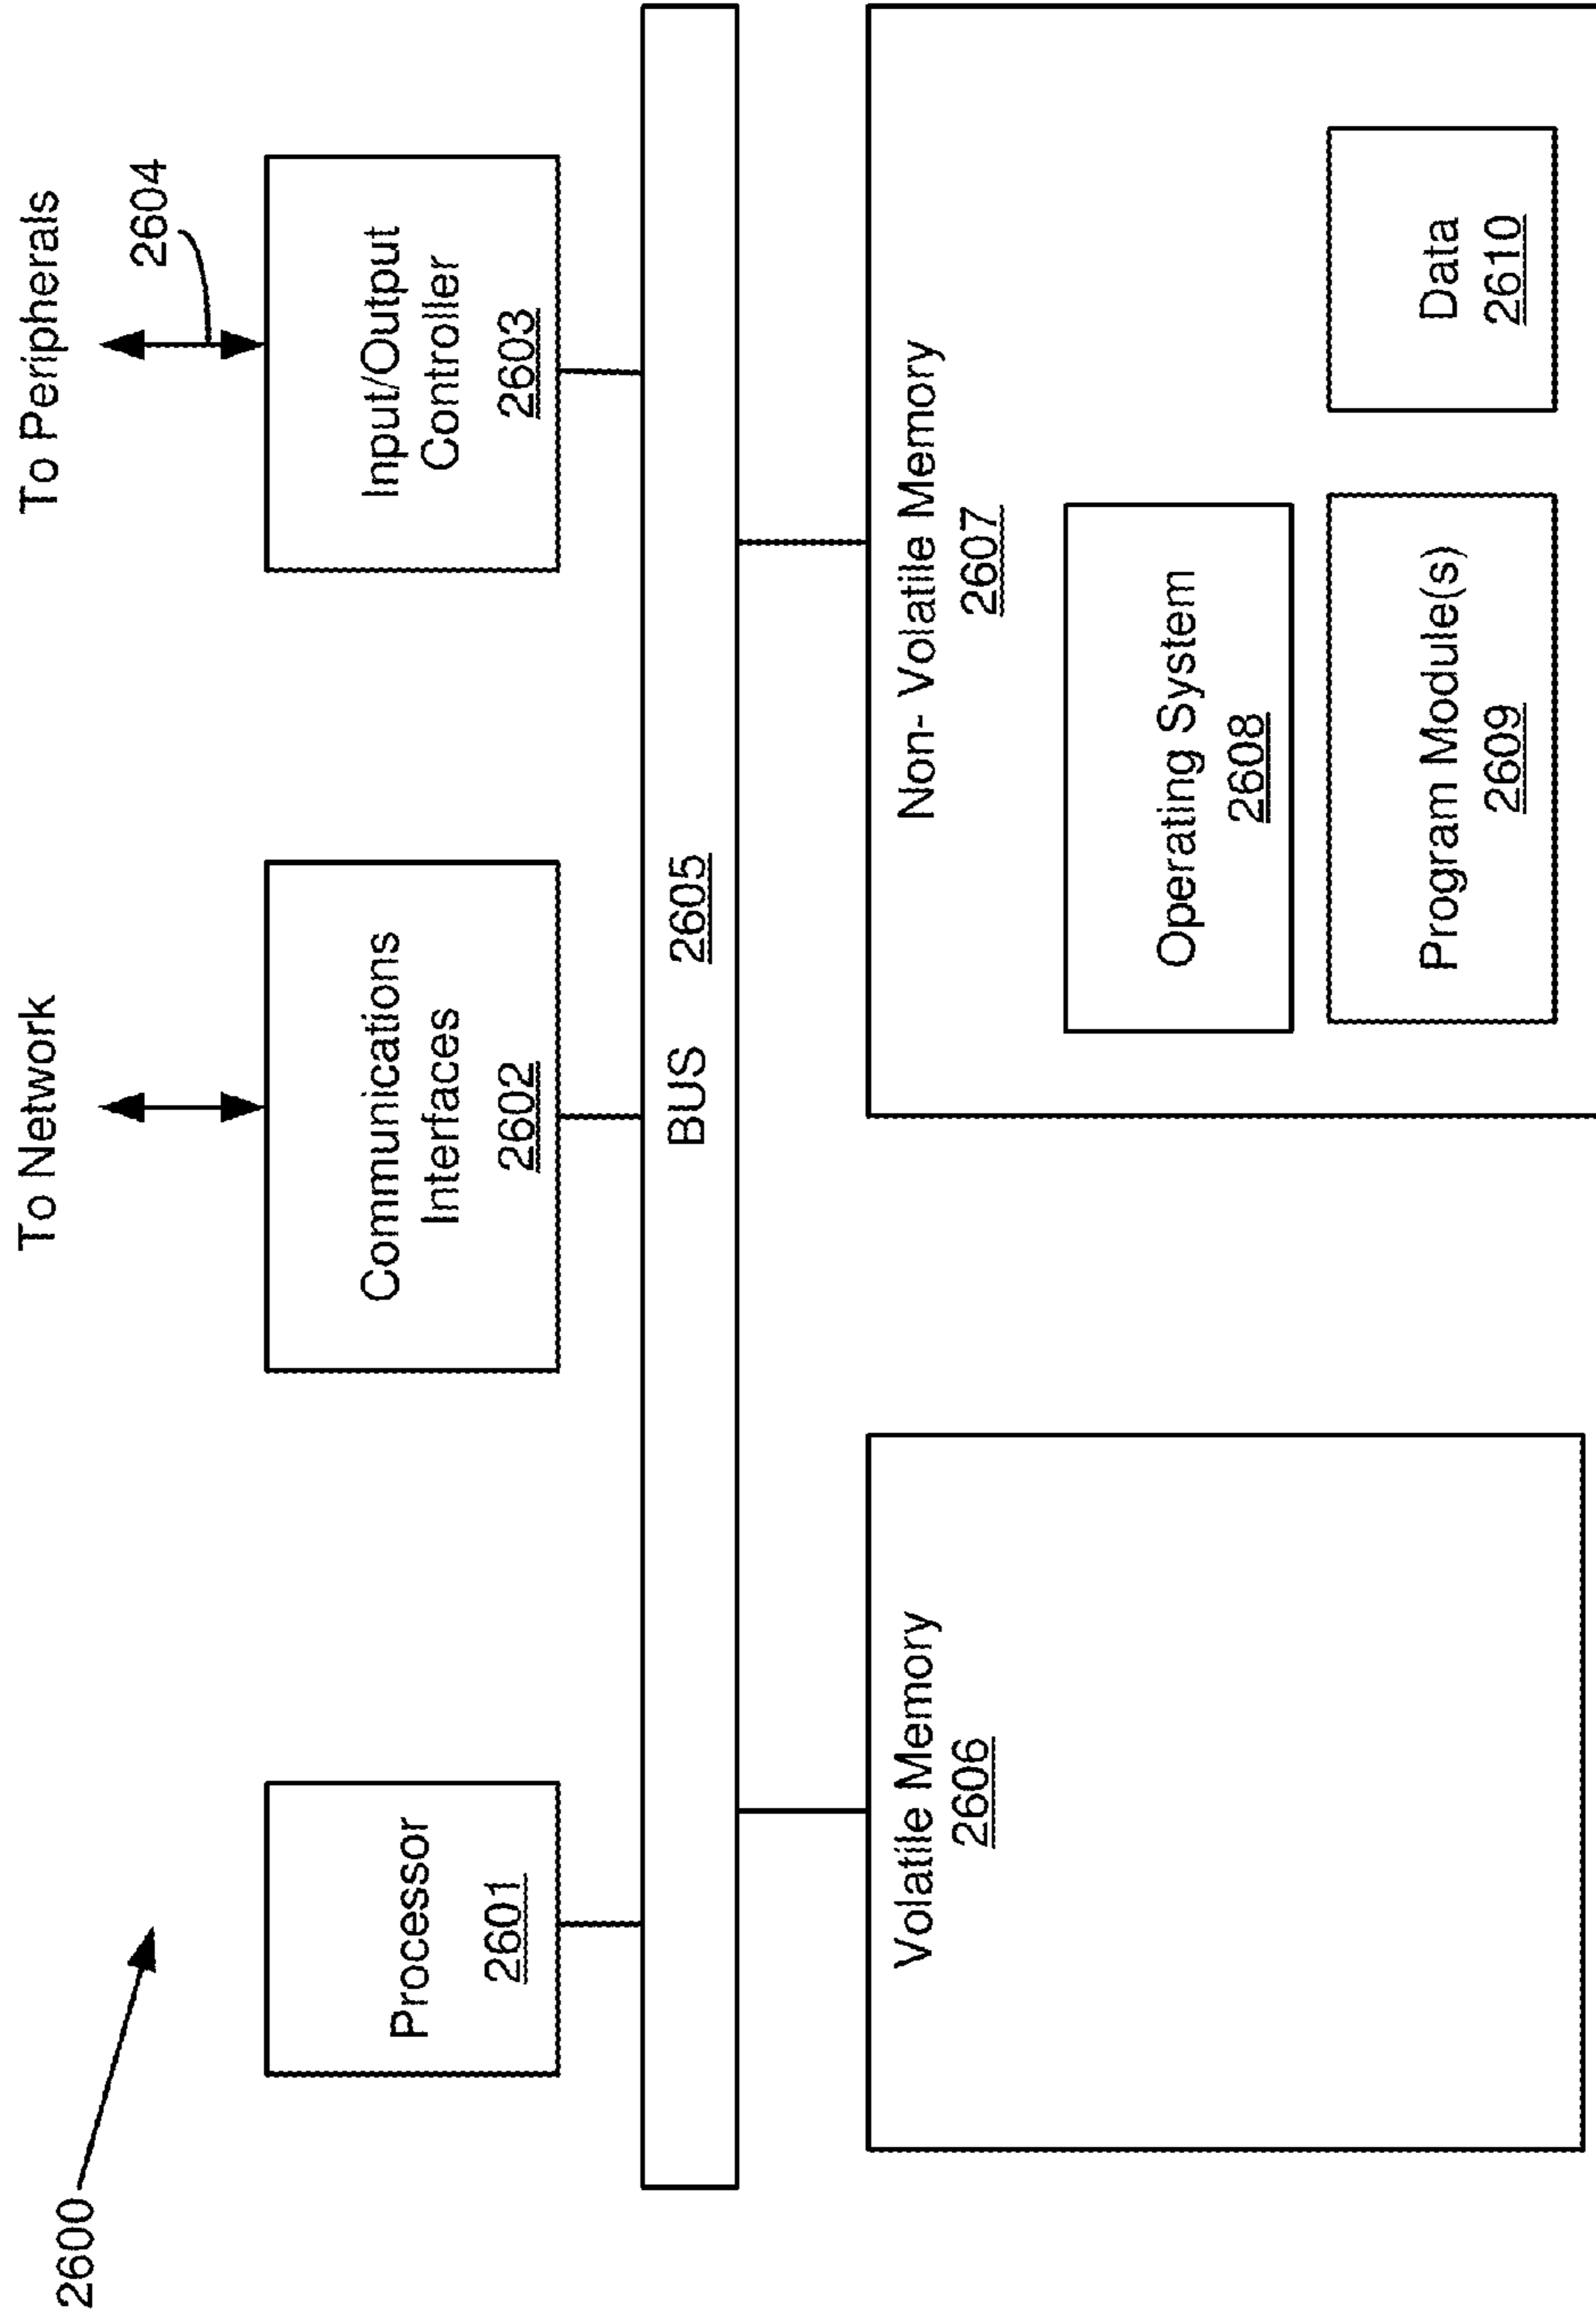 2600
To Network
To Peripherals
2604
Processor
2601
Communications
Interfaces
2602
Input/Output
Controller
2603
BUS 2605
Volatile Memory
2606
Non- Volatile Memory
2607
Operating System
2608
Program Module(s)
2609
Data
2610